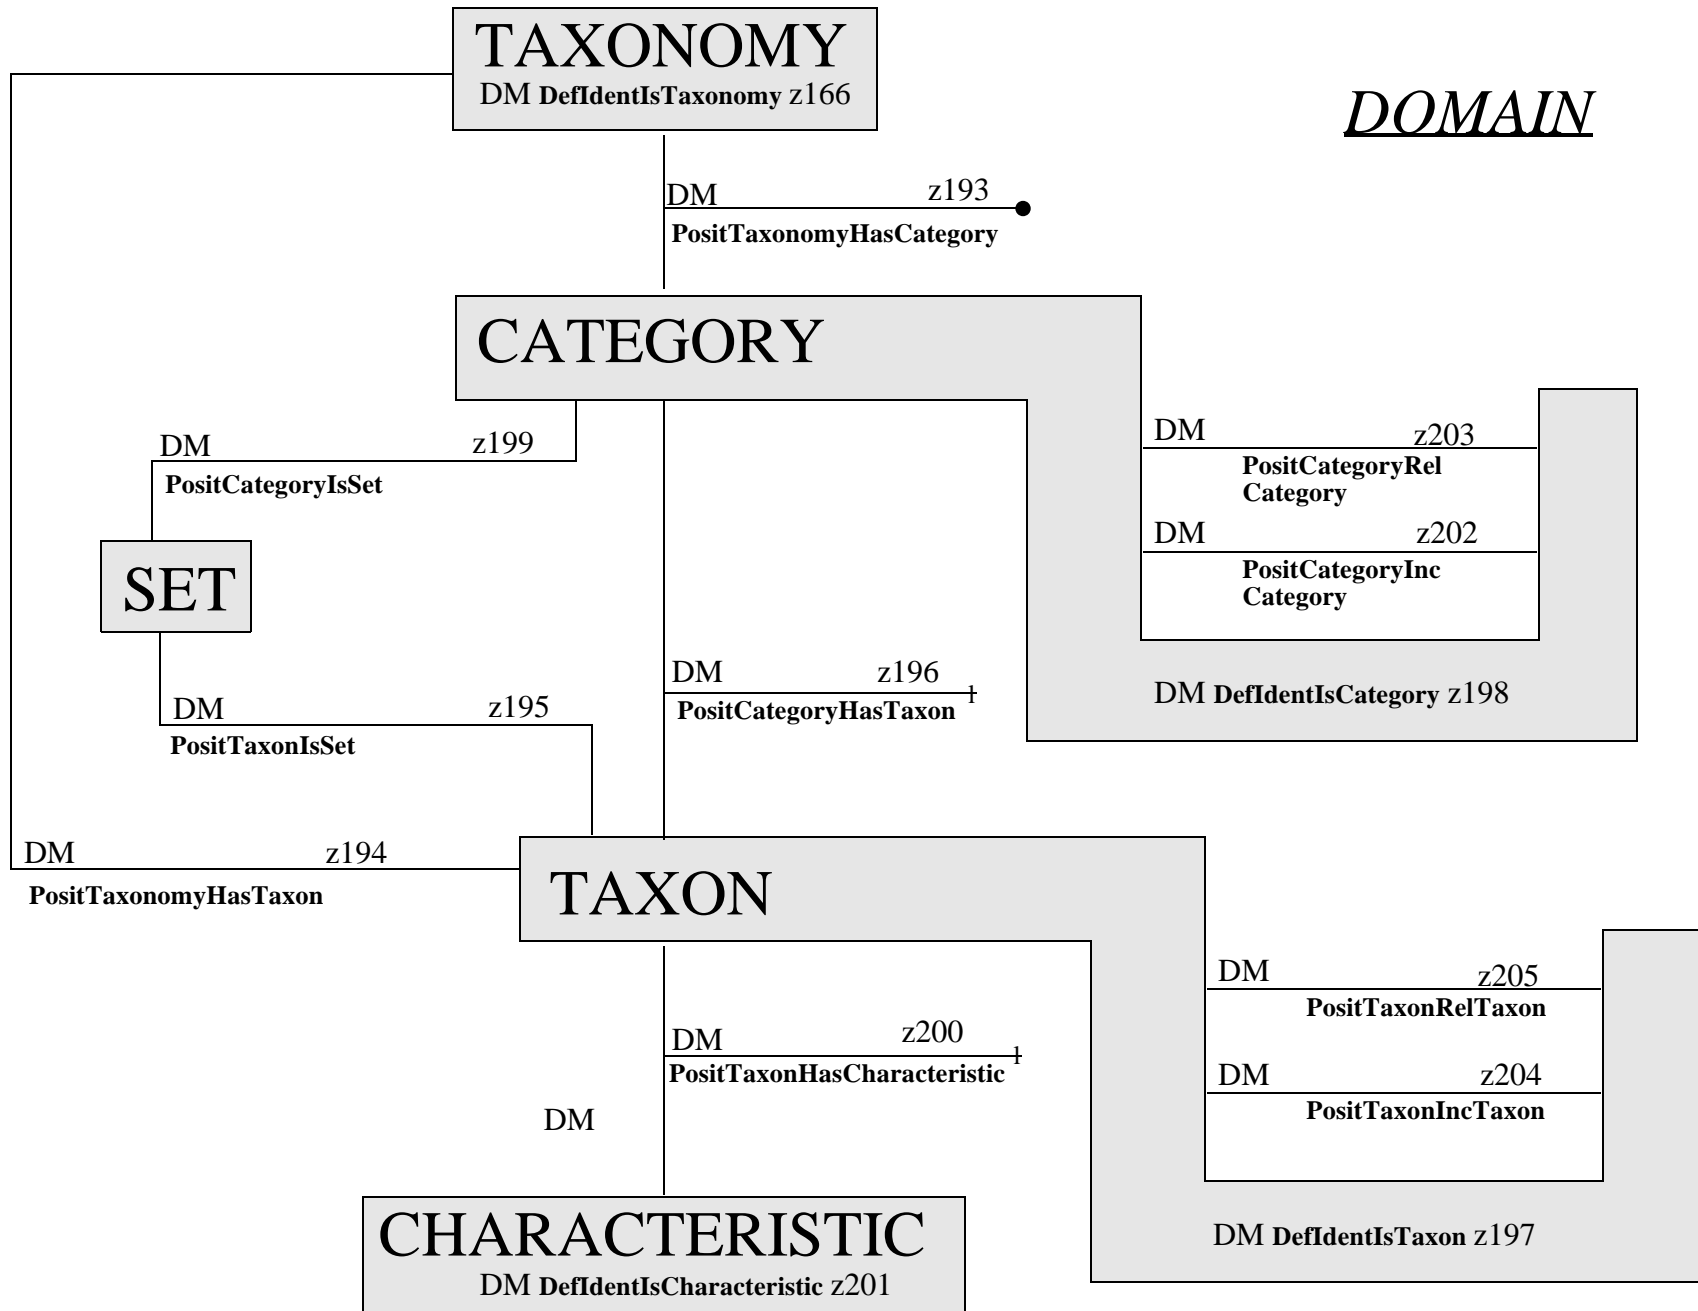 TAXONOMY
DM DefIdentIsTaxonomy z166
DOMAIN
DM z193
PositTaxonomyHasCategory
CATEGORY
DM z199
PositCategoryIsSet
DM z203
PositCategoryRel
Category
DM z202
PositCategoryInc
Category
SET
DM z196
PositCategoryHasTaxon 1
DM DefIdentIsCategory z198
DM z195
PositTaxonIsSet
DM z194
PositTaxonomyHasTaxon
TAXON
DM z205
PositTaxonRelTaxon
DM z200
PositTaxonHasCharacteristic 1
DM z204
PositTaxonIncTaxon
DM
CHARACTERISTIC
DM DefIdentIsCharacteristic z201
DM DefIdentIsTaxon z197